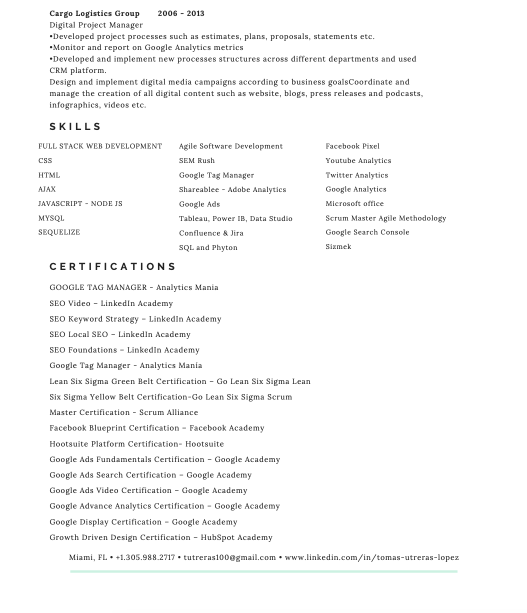 Cargo Logistics Group 2006 - 2013
Digital Project Manager
•Developed project processes such as estimates, plans, proposals, statements etc.
•Monitor and report on Google Analytics metrics
•Developed and implement new processes structures across different departments and used
CRM platform.
Design and implement digital media campaigns according to business goalsCoordinate and
manage the creation of all digital content such as website, blogs, press releases and podcasts,
infographics, videos etc.
SKILLS
FULL STACK WEB DEVELOPMENT
CSS
HTML
AJAX
JAVASCRIPT - NODE JS
MYSQL
SEQUELIZE
Agile Software Development
SEM Rush
Google Tag Manager
Shareablee - Adobe Analytics
Google Ads
Tableau, Power IB, Data Studio
Confluence & Jira
SQL and Phyton
Facebook Pixel
Youtube Analytics
Twitter Analytics
Google Analytics
Microsoft office
Scrum Master Agile Methodology
Google Search Console
Sizmek
CERTIFICATIONS
GOOGLE TAG MANAGER - Analytics Mania
SEO Video – LinkedIn Academy
SEO Keyword Strategy – LinkedIn Academy
SEO Local SEO – LinkedIn Academy
SEO Foundations – LinkedIn Academy
Google Tag Manager - Analytics Mania
Lean Six Sigma Green Belt Certification – Go Lean Six Sigma Lean
Six Sigma Yellow Belt Certification-Go Lean Six Sigma Scrum
Master Certification - Scrum Alliance
Facebook Blueprint Certification – Facebook Academy
Hootsuite Platform Certification- Hootsuite
Google Ads Fundamentals Certification – Google Academy
Google Ads Search Certification – Google Academy
Google Ads Video Certification – Google Academy
Google Advance Analytics Certification – Google Academy
Google Display Certification – Google Academy
Growth Driven Design Certification – HubSpot Academy
Miami, FL • +1.305.988.2717 • tutreras100@gmail.com • www.linkedin.com/in/tomas-utreras-lopez